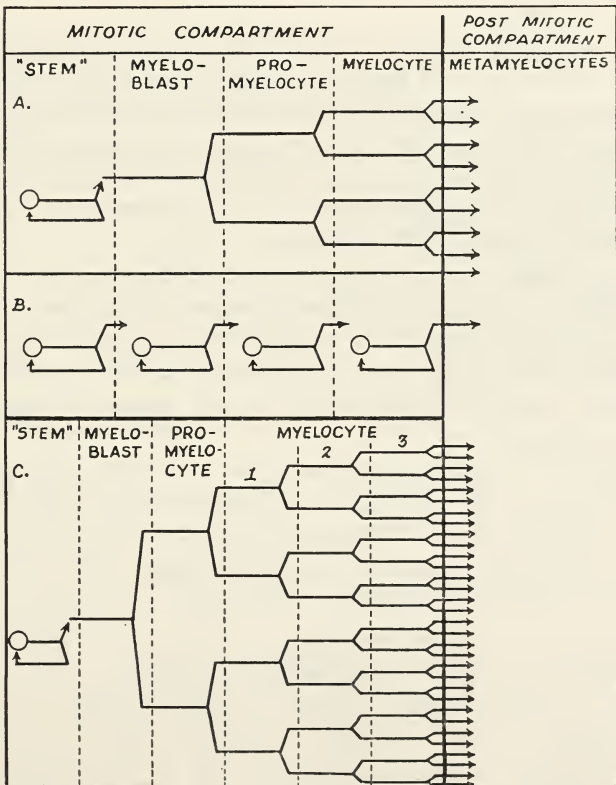 MITOTIC COMPARTMENT
POST MITOTIC
COMPARTMENT
"STEM"
MYELO-
BLAST
PRO-
MYELOCYTE
MYELOCYTE
METAMYELOCYTES
A.
B.
"STEM"
MYELO-
BLAST
PRO-
MYELO-
CYTE
MYELOCYTE
1
2
3
C.